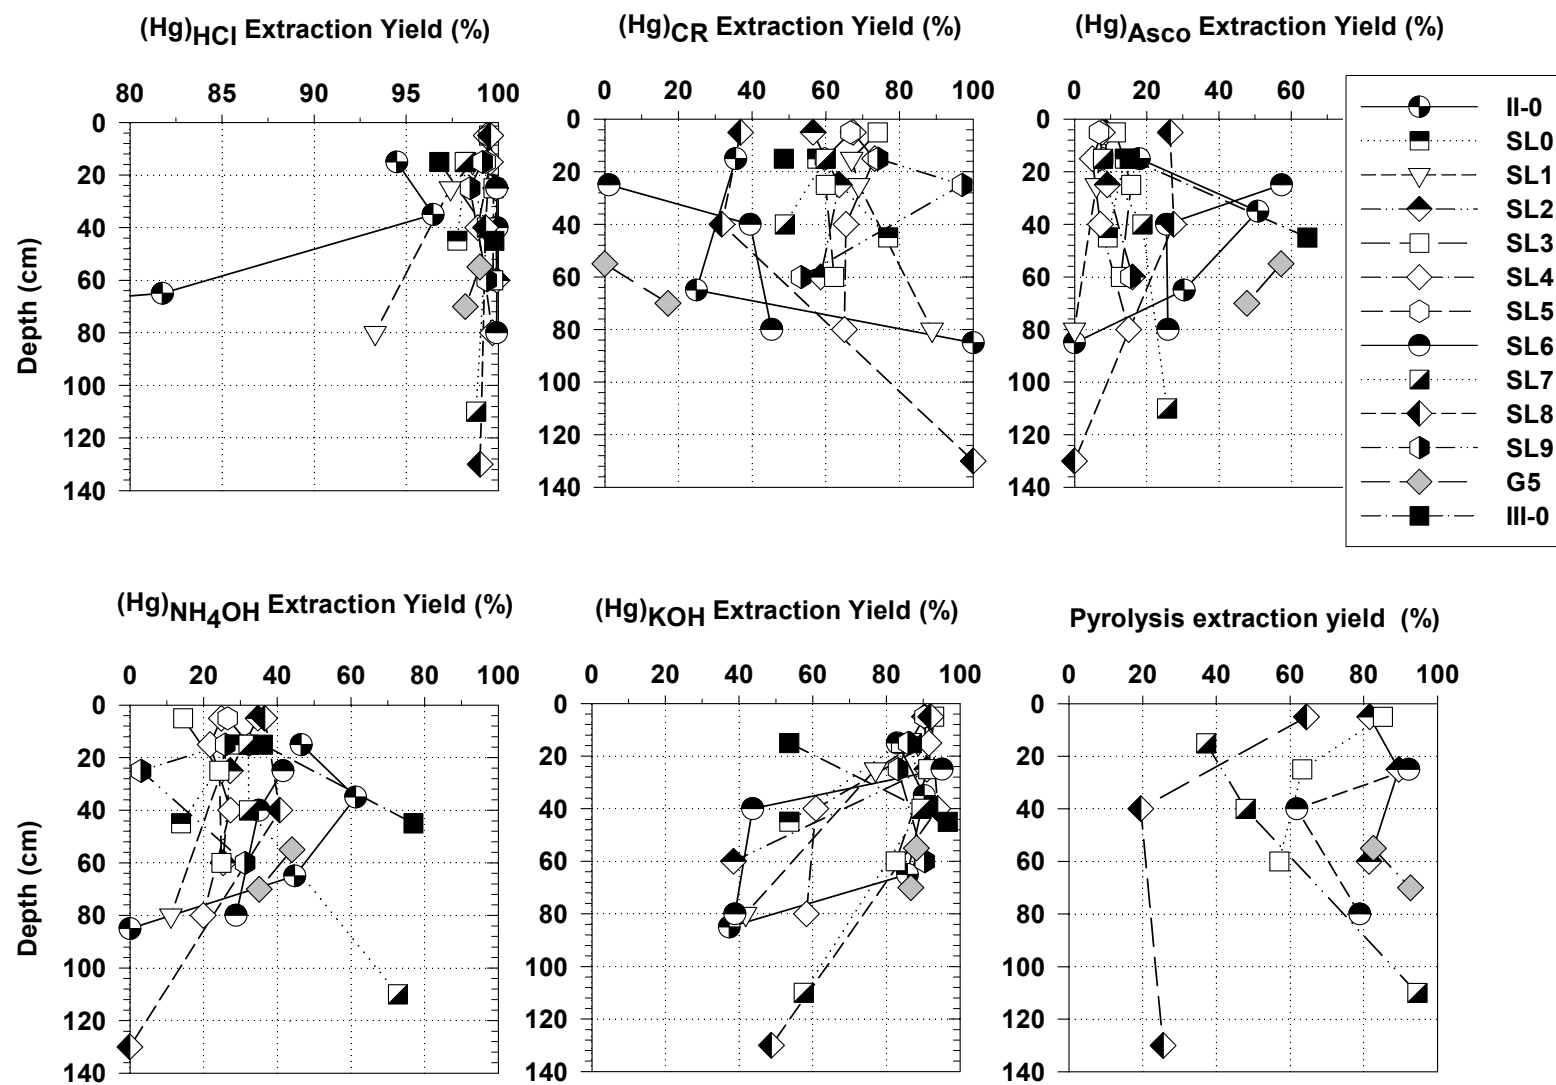 (Hg)HCl Extraction Yield (%)
80 85 90 95 100
0
20
40
60
80
100
120
140
Depth (cm)
(Hg)CR Extraction Yield (%)
0 20 40 60 80 100
0
20
40
60
80
100
120
140
(Hg)Asco Extraction Yield (%)
0 20 40 60
0
20
40
60
80
100
120
140
II-0
SL0
SL1
SL2
SL3
SL4
SL5
SL6
SL7
SL8
SL9
G5
III-0
(Hg)NH4OH Extraction Yield (%)
0 20 40 60 80 100
0
20
40
60
80
100
120
140
Depth (cm)
(Hg)KOH Extraction Yield (%)
0 20 40 60 80 100
0
20
40
60
80
100
120
140
Pyrolysis extraction yield (%)
0 20 40 60 80 100
0
20
40
60
80
100
120
140